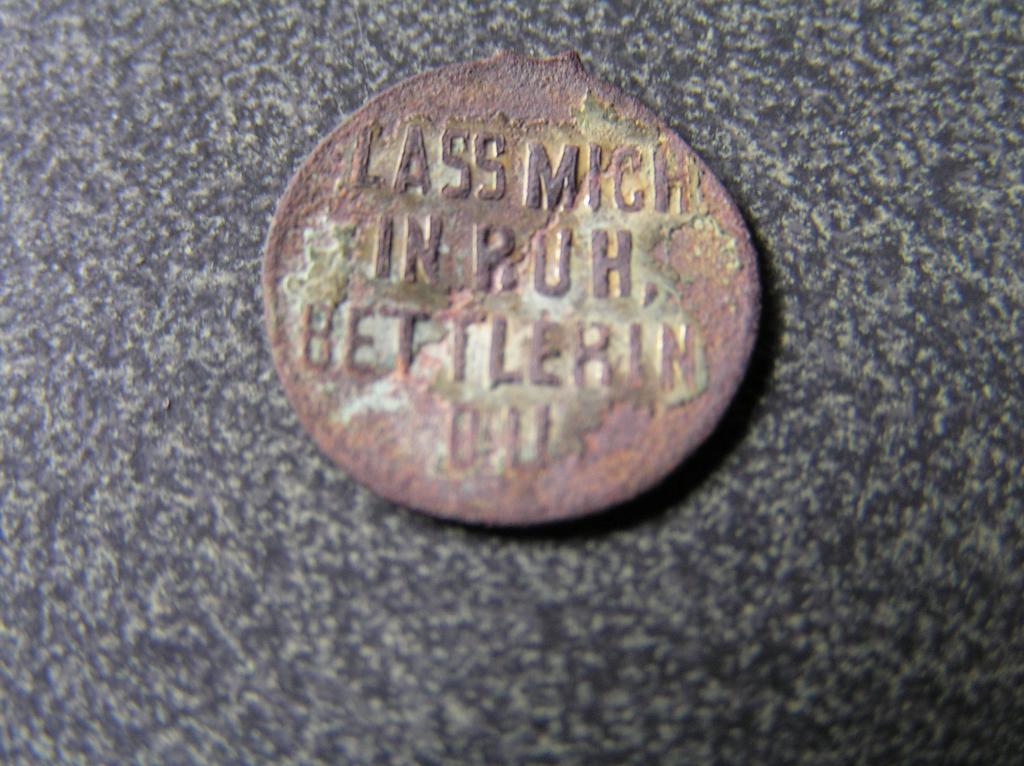 LASS MICH
IN RUH,
BETTLERIN
DU